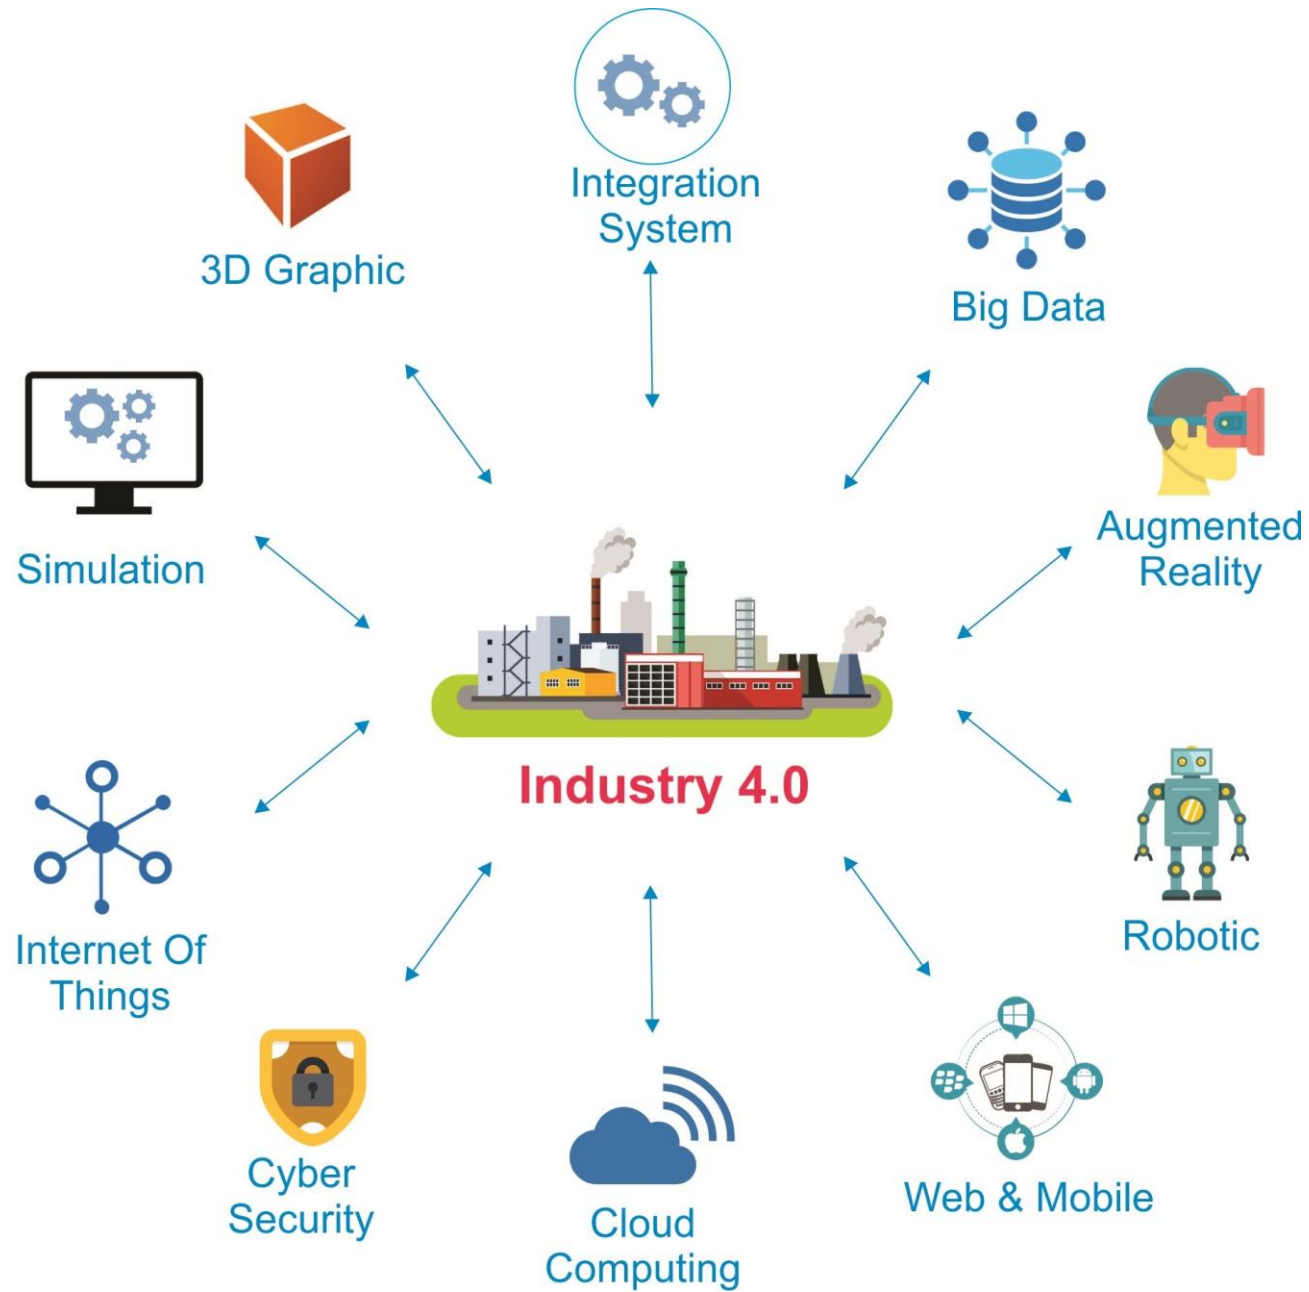 Integration
System
3D Graphic
Big Data
Simulation
Augmented
Reality
Industry 4.0
Internet Of
Things
Robotic
Cyber
Security
Cloud
Computing
Web & Mobile